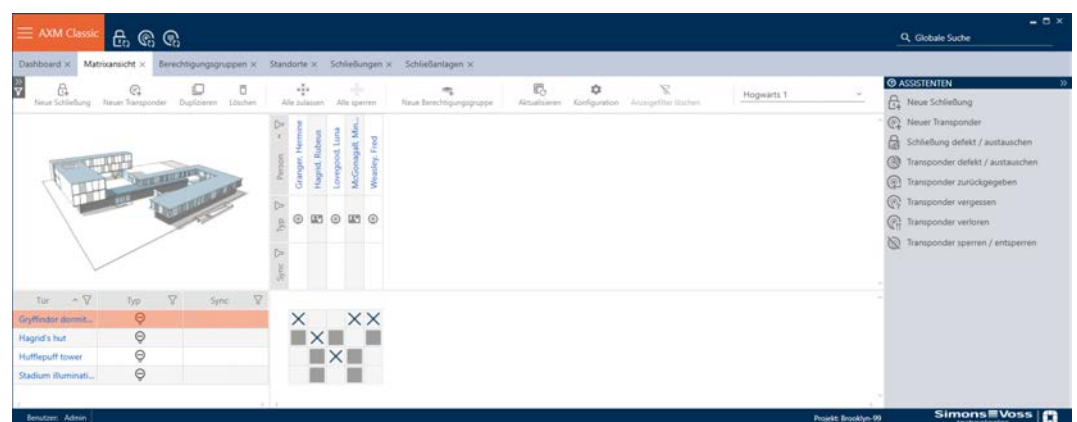 AXM Classic
Globale Suche
Dashboard × Matrixansicht × Berechtigungsgruppen × Standorte × Schließungen × Schließanlagen ×
Neue Schließung Neuer Transponder Duplizieren Löschen Alle zulassen Alle sperren Neue Berechtigungsgruppe Aktualisieren Konfiguration Anzeigefilter löschen
Hogwarts 1
ASSISTENTEN
Neue Schließung
Neuer Transponder
Schließung defekt / austauschen
Transponder defekt / austauschen
Transponder zurückgegeben
Transponder vergessen
Transponder verloren
Transponder sperren / entsperren
Person
Granger, Hermine
Hagrid, Rubeus
Lovegood, Luna
McGonagall, Min...
Weasley, Fred
Typ
Sync
Tür Typ Sync
Gryffindor dormit...
Hagrid's hut
Hufflepuff tower
Stadium illuminati...
Benutzer: Admin
Projekt: Brooklyn-99
SimonsVoss
technologies